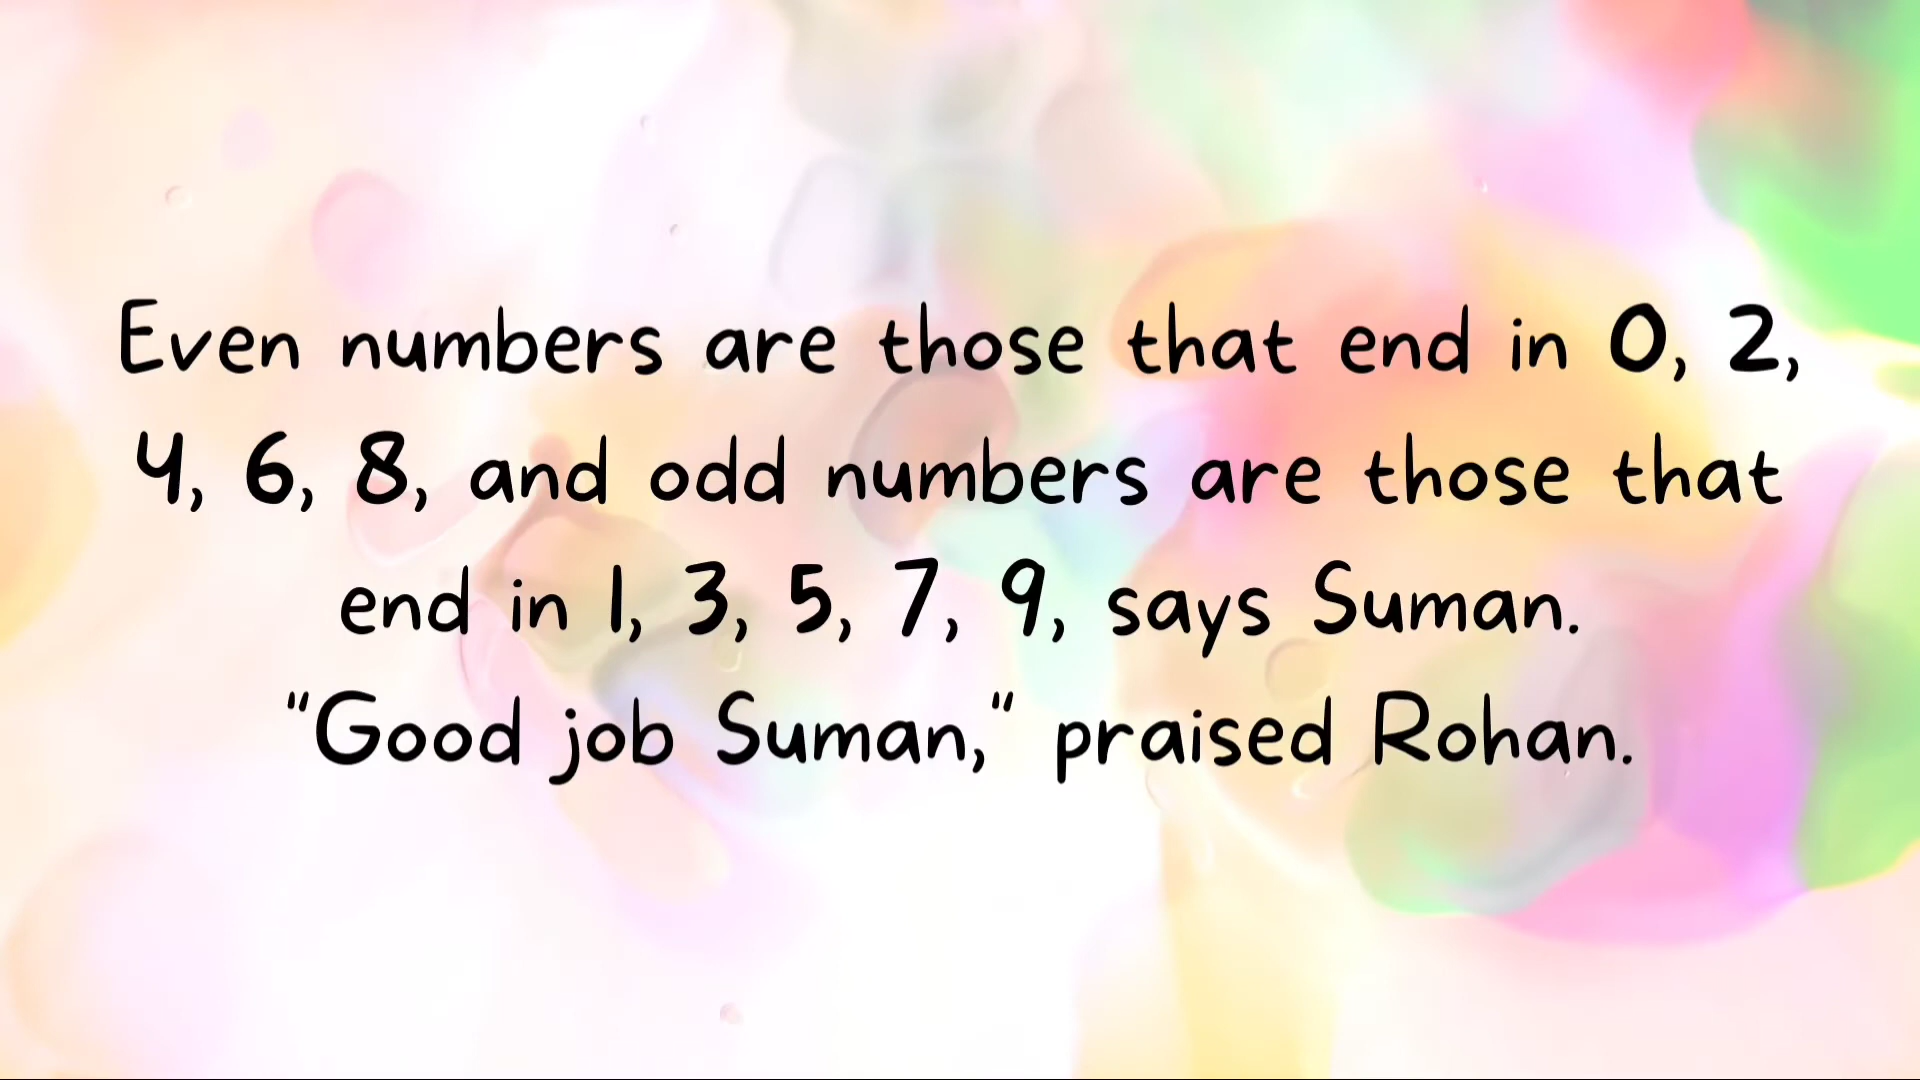 Even numbers are those that end in 0, 2,
4, 6, 8, and odd numbers are those that
end in 1, 3, 5, 7, 9, says Suman.
"Good job Suman," praised Rohan.